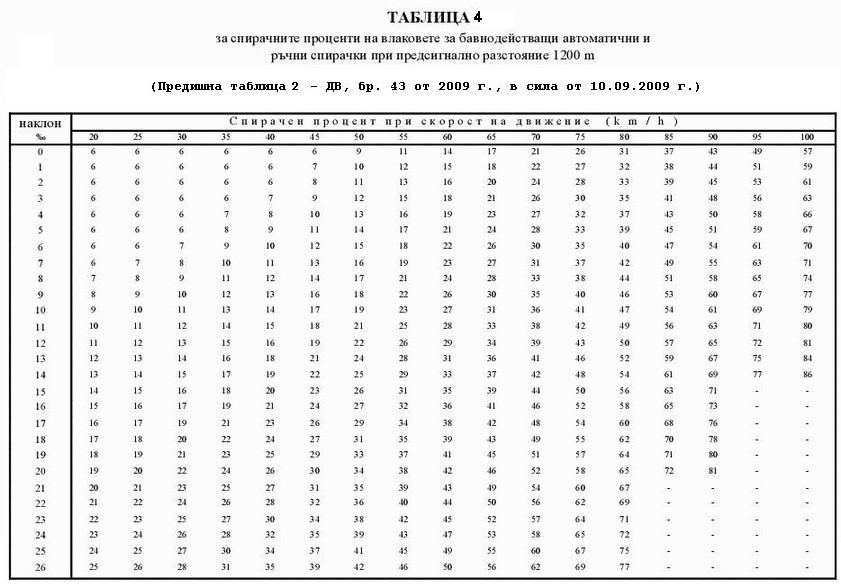 ТАБЛИЦА 4
за спирачните проценти на влаковете за бавнодействащи автоматични и
ръчни спирачки при предсигнално разстояние 1200 m
(Предишна таблица 2 - ДВ, бр. 43 от 2009 г., в сила от 10.09.2009 г.)
наклон Спирачен процент при скорост на движение (km/h)
‰ 20 25 30 35 40 45 50 55 60 65 70 75 80 85 90 95 100
0 6 6 6 6 6 6 9 11 14 17 21 26 31 37 43 49 57
1 6 6 6 6 6 7 10 12 15 18 22 27 32 38 44 51 59
2 6 6 6 6 6 8 11 13 16 20 24 28 33 39 45 53 61
3 6 6 6 6 7 9 12 15 18 21 26 30 35 41 48 56 63
4 6 6 6 7 8 10 13 16 19 23 27 32 37 43 50 58 66
5 6 6 6 8 9 11 14 17 21 24 28 33 39 45 51 59 67
6 6 6 7 9 10 12 15 18 22 26 30 35 40 47 54 61 70
7 6 7 8 10 11 13 16 19 23 27 31 37 42 49 55 63 71
8 7 8 9 11 12 14 17 21 24 28 33 38 44 51 58 65 74
9 8 9 10 12 13 16 18 22 26 30 35 40 46 53 60 67 77
10 9 10 11 13 14 17 19 23 27 31 36 41 47 54 61 69 79
11 10 11 12 14 15 18 21 25 28 33 38 42 49 56 63 71 80
12 11 12 13 15 16 19 22 26 29 34 39 43 50 57 65 72 81
13 12 13 14 16 18 21 24 28 31 36 41 46 52 59 67 75 84
14 13 14 15 17 19 22 25 29 33 37 42 48 54 61 69 77 86
15 14 15 16 18 20 23 26 31 35 39 44 50 56 63 71 - -
16 15 16 17 19 21 24 27 32 36 41 46 52 58 65 73 - -
17 16 17 19 21 23 26 29 34 38 42 48 54 60 68 76 - -
18 17 18 20 22 24 27 31 35 39 43 49 55 62 70 78 - -
19 18 19 21 23 25 29 33 37 41 45 51 57 64 71 80 - -
20 19 20 22 24 26 30 34 38 42 46 52 58 65 72 81 - -
21 20 21 23 25 27 31 35 39 43 49 54 60 67 - - - -
22 21 22 24 26 28 32 36 40 44 50 56 62 69 - - - -
23 22 23 25 27 30 34 38 42 45 52 57 64 71 - - - -
24 23 24 26 28 32 35 39 43 47 53 58 65 72 - - - -
25 24 25 27 30 34 37 41 45 49 55 60 67 75 - - - -
26 25 26 28 31 35 39 42 46 50 56 62 69 77 - - - -